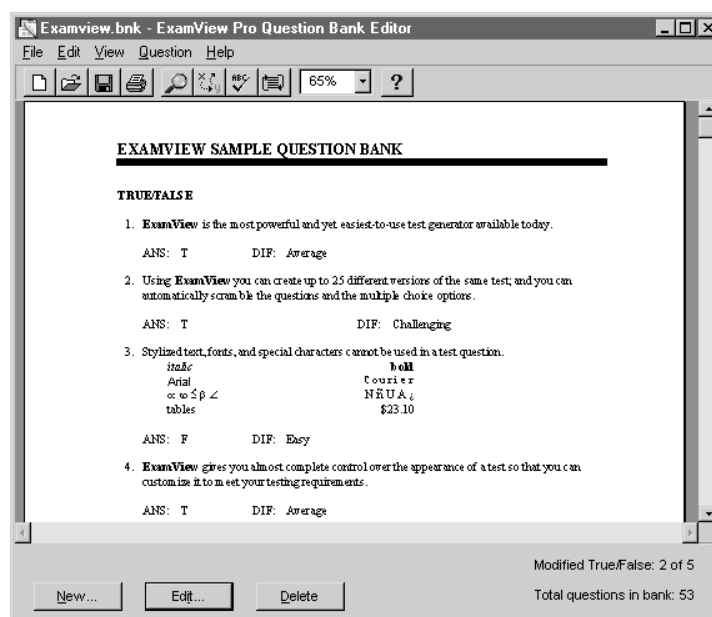 Examview.bnk - ExamView Pro Question Bank Editor
File Edit View Question Help
65%
EXAMVIEW SAMPLE QUESTION BANK
TRUE/FALSE
1. ExamView is the most powerful and yet easiest-to-use test generator available today.
ANS: T DIF: Average
2. Using ExamView you can create up to 25 different versions of the same test; and you can
automatically scramble the questions and the multiple choice options.
ANS: T DIF: Challenging
3. Stylized text, fonts, and special characters cannot be used in a test question.
italic bold
Arial Courier
∝ ∞ ≤ β ∠ NñUA¿
tables $23.10
ANS: F DIF: Easy
4. ExamView gives you almost complete control over the appearance of a test so that you can
customize it to meet your testing requirements.
ANS: T DIF: Average
Modified True/False: 2 of 5
New... Edit... Delete
Total questions in bank: 53